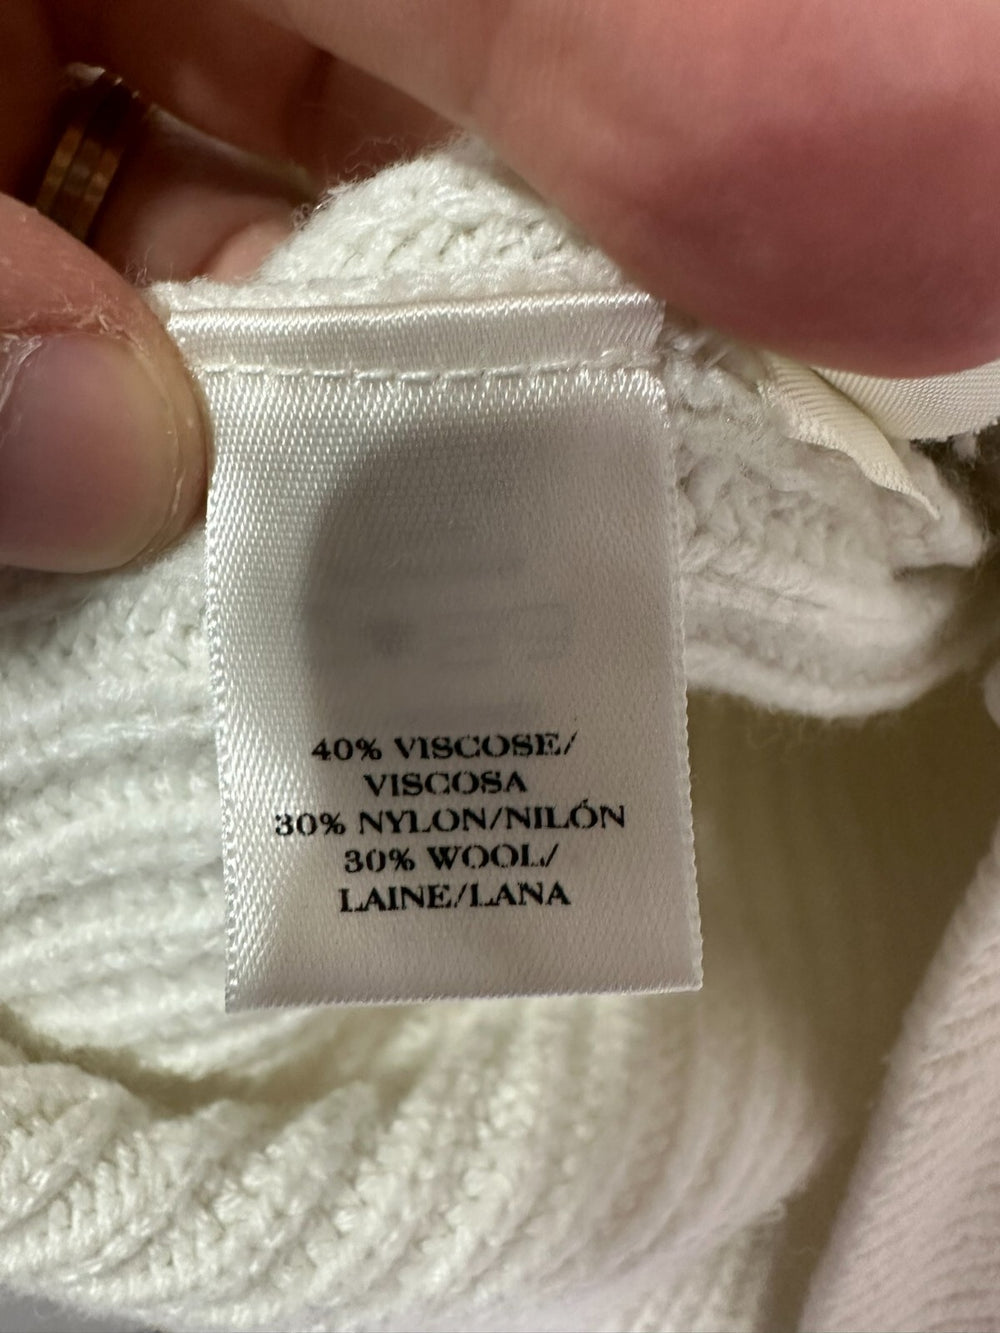 40% VISCOSE/
VISCOSA
30% NYLON/NILÓN
30% WOOL/
LAINE/LANA